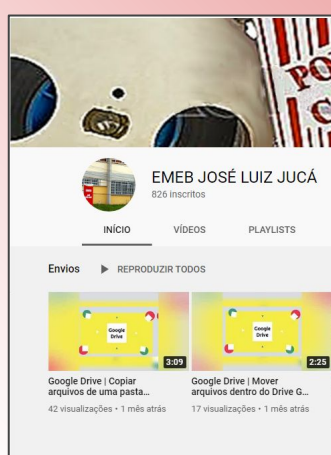 PO
EMEB JOSÉ LUIZ JUCÁ
826 inscritos
INÍCIO VÍDEOS PLAYLISTS
Envios REPRODUZIR TODOS
Google
Drive
3:09
Google
Drive
2:25
Google Drive | Copiar
arquivos de uma pasta...
42 visualizações • 1 mês atrás
Google Drive | Mover
arquivos dentro do Drive G...
17 visualizações • 1 mês atrás